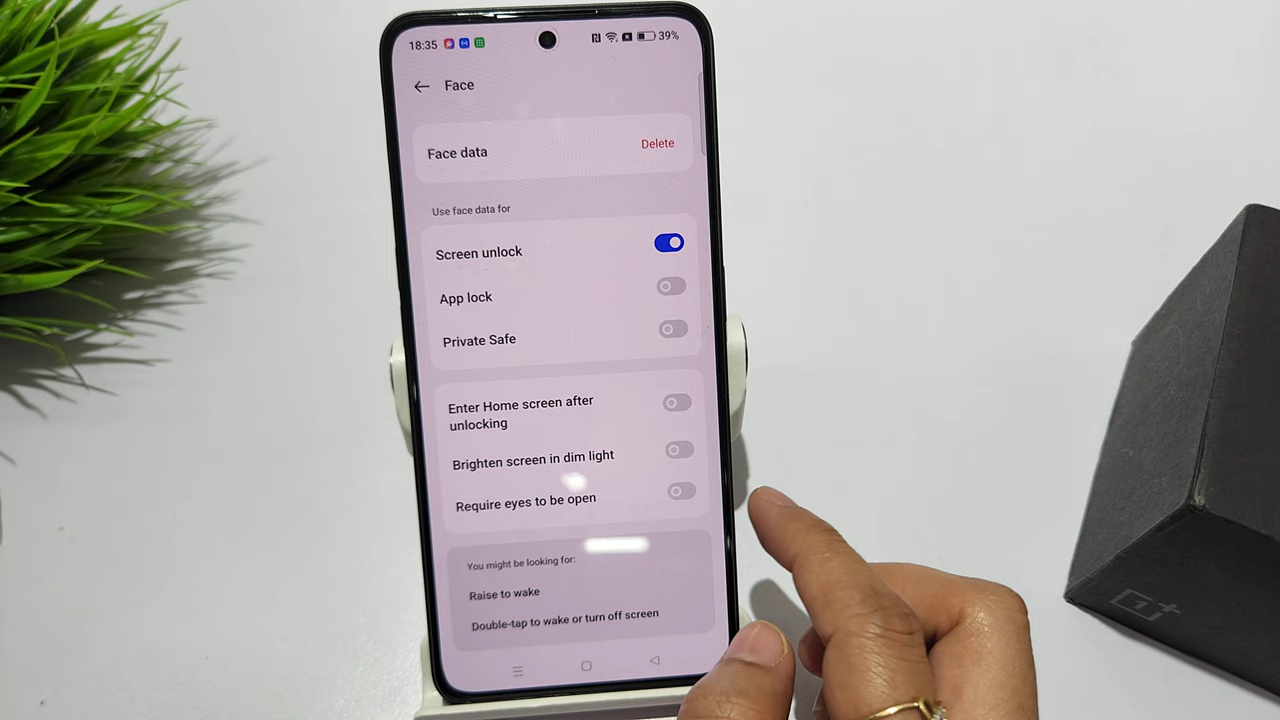 18:35 39%
Face
Face data Delete
Use face data for
Screen unlock
App lock
Private Safe
Enter Home screen after
unlocking
Brighten screen in dim light
Require eyes to be open
You might be looking for:
Raise to wake
Double-tap to wake or turn off screen
1+